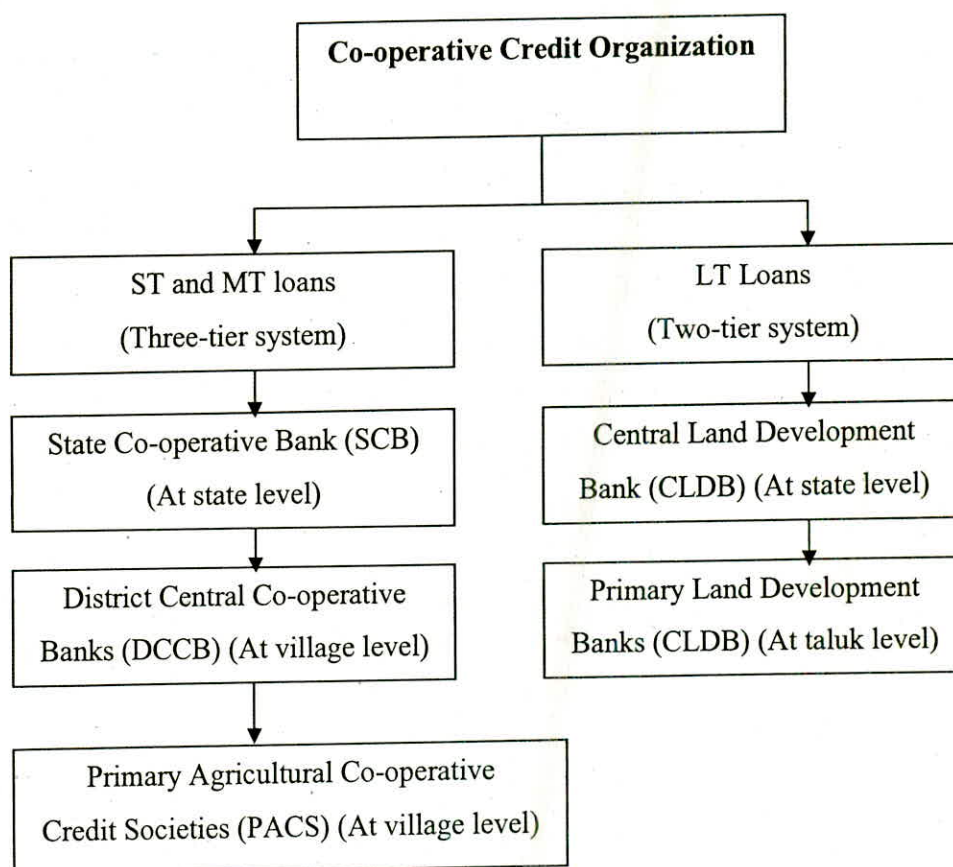 Co-operative Credit Organization
ST and MT loans
(Three-tier system)
State Co-operative Bank (SCB)
(At state level)
District Central Co-operative
Banks (DCCB) (At village level)
Primary Agricultural Co-operative
Credit Societies (PACS) (At village level)
LT Loans
(Two-tier system)
Central Land Development
Bank (CLDB) (At state level)
Primary Land Development
Banks (CLDB) (At taluk level)